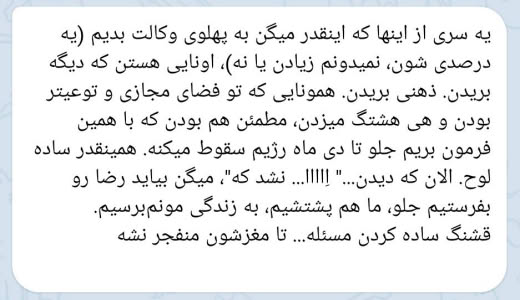 یه سری از اینها که اینقدر میگن به پهلوی وکالت بدیم (یه
درصدی شون، نمیدونم زیادن یا نه)، اونایی هستن که دیگه
بریدن. ذهنی بریدن. همونایی که تو فضای مجازی و توعیتر
بودن و هی هشتگ میزدن، مطمئن هم بودن که با همین
فرمون بریم جلو تا دی ماه رژیم سقوط میکنه. همینقدر ساده
لوح. الان که دیدن..." اِااااا... نشد که"، میگن بیاید رضا رو
بفرستیم جلو، ما هم پشتشیم، به زندگی مونم‌برسیم.
قشنگ ساده کردن مسئله... تا مغزشون منفجر نشه